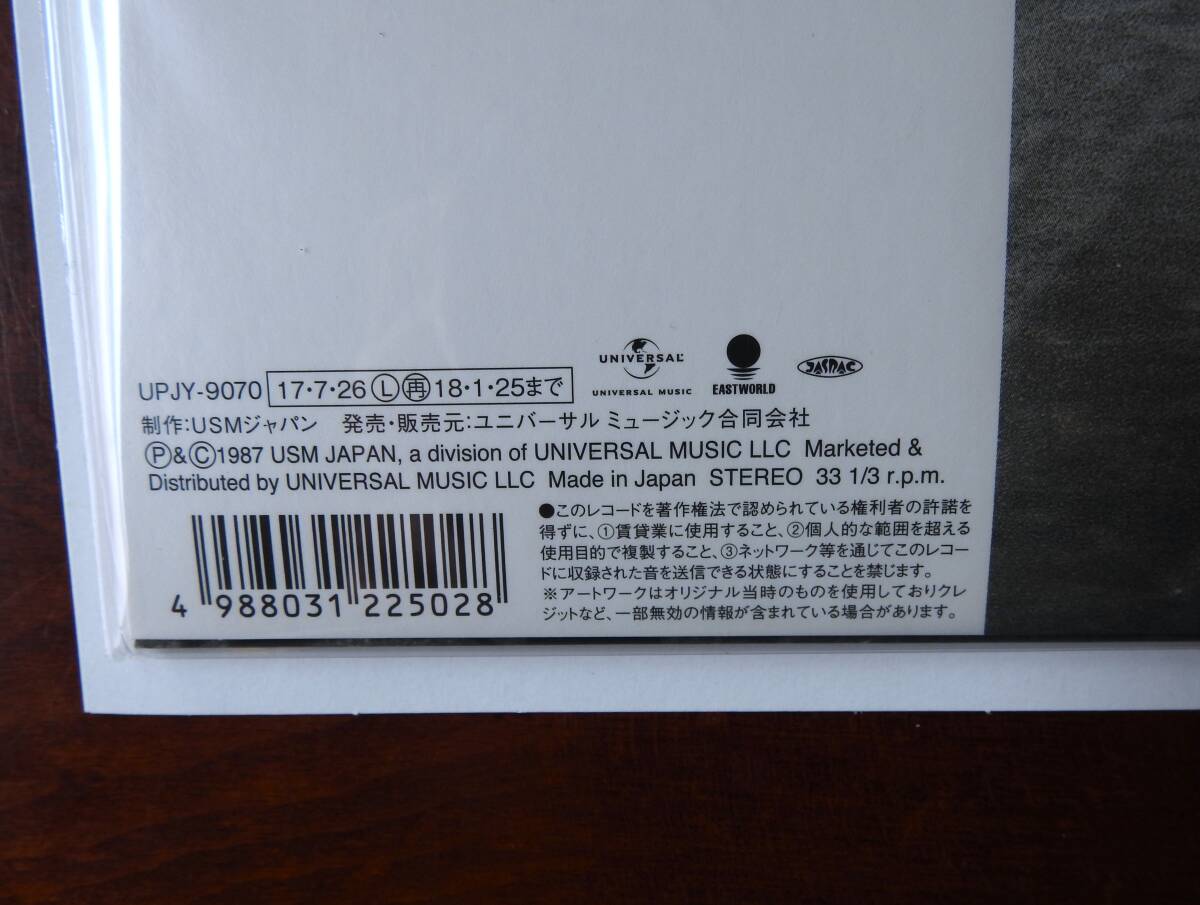 UNIVERSAL
UNIVERSAL MUSIC
EASTWORLD
JASRAC
UPJY-9070 17・7・26 Ⓛ ㊞18・1・25まで
制作:USMジャパン 発売・販売元:ユニバーサル ミュージック合同会社
Ⓟ&Ⓒ1987 USM JAPAN, a division of UNIVERSAL MUSIC LLC Marketed &
Distributed by UNIVERSAL MUSIC LLC Made in Japan STEREO 33 1/3 r.p.m.
●このレコードを著作権法で認められている権利者の許諾を
得ずに、①賃貸業に使用すること、②個人的な範囲を超える
使用目的で複製すること、③ネットワーク等を通じてこのレコー
ドに収録された音を送信できる状態にすることを禁じます。
※アートワークはオリジナル当時のものを使用しておりクレ
ジットなど、一部無効の情報が含まれている場合があります。
4 988031 225028